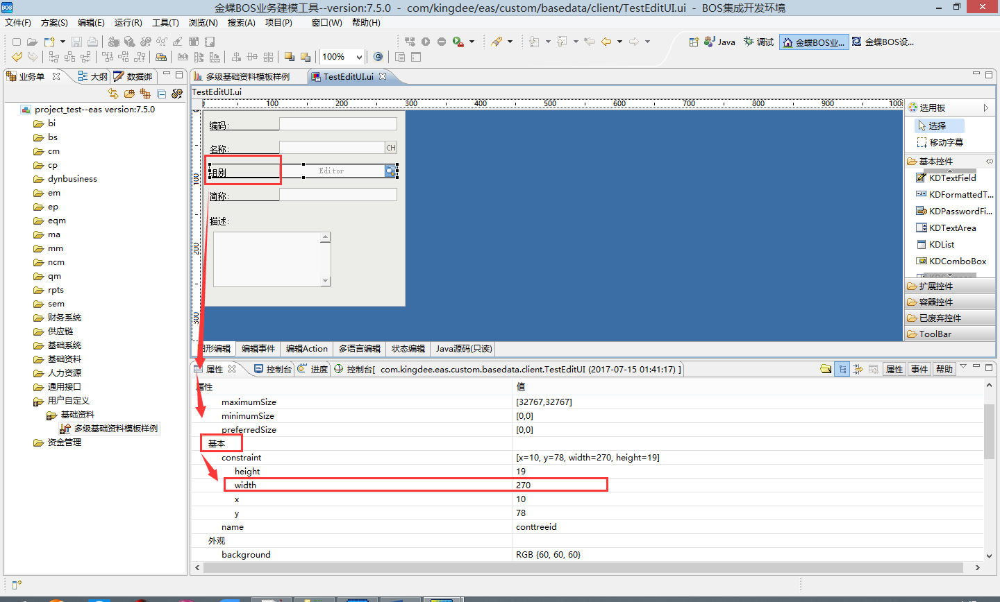 BOS 金蝶BOS业务建模工具--version:7.5.0 - com/kingdee/eas/custom/basedata/client/TestEditUI.ui - BOS集成开发环境
文件(F) 方案(S) 编辑(E) 运行(R) 工具(T) 浏览(N) 搜索(A) 项目(P) 窗口(W) 帮助(H)
Java 调试 金蝶BOS业... 金蝶BOS设...
100%
业务单 大纲 数据绑
project_test--eas version:7.5.0
bi
bs
cm
cp
dynbusiness
em
ep
eqm
ma
mm
ncm
qm
rpts
sem
财务系统
供应链
基础系统
基础资料
人力资源
通用接口
用户自定义
基础资料
多级基础资料模板样例
资金管理
多级基础资料模板样例 TestEditUI.ui
TestEditUI.ui
0 100 200 300 400 500 600 700 800 900 1000
100
200
300
编码:
名称: CH
组别 Editor
简称:
描述:
选用板
选择
移动字幕
基本控件
KDTextField
KDFormattedT...
KDPasswordFi...
KDTextArea
KDList
KDComboBox
扩展控件
容器控件
已废弃控件
ToolBar
图形编辑 编辑事件 编辑Action 多语言编辑 状态编辑 Java源码(只读)
属性 控制台 进度 控制台[ com.kingdee.eas.custom.basedata.client.TestEditUI (2017-07-15 01:41:17) ] 属性 事件 帮助
属性 值
maximumSize [32767,32767]
minimumSize [0,0]
preferredSize [0,0]
基本
constraint [x=10, y=78, width=270, height=19]
height 19
width 270
x 10
y 78
name conttreeid
外观
background RGB {60, 60, 60}